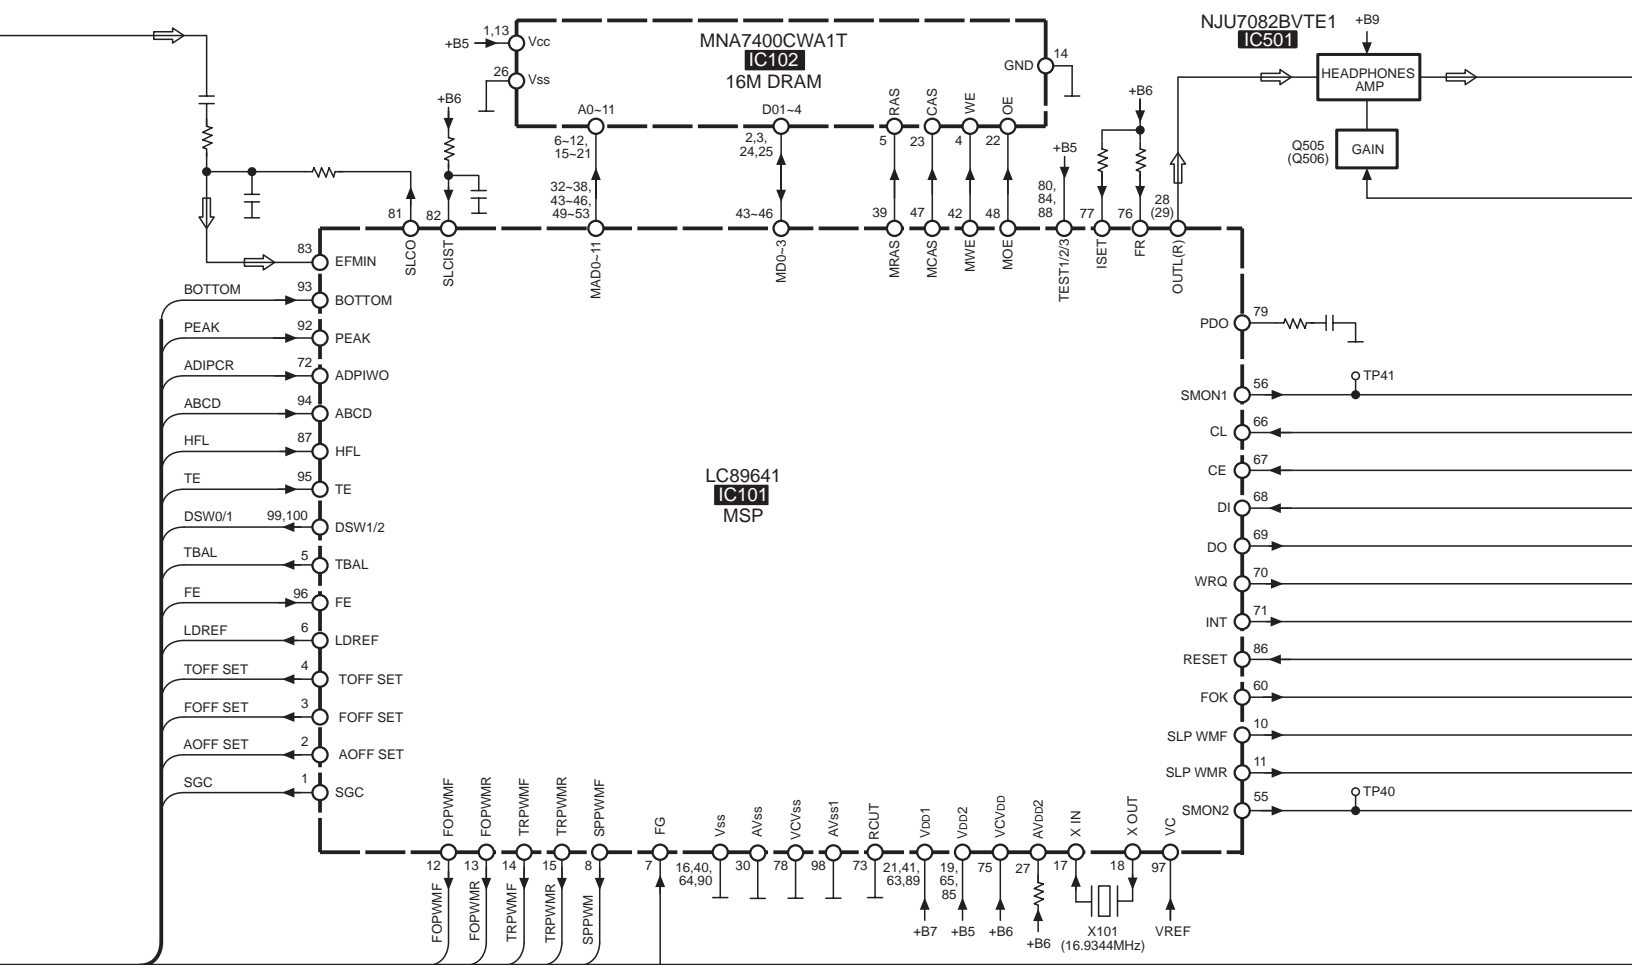 NJU7082BVTE1
IC501
+B9
HEADPHONES
AMP
Q505
(Q506)
GAIN
MNA7400CWA1T
IC102
16M DRAM
+B5
1,13
Vcc
26
Vss
GND
14
A0~11
D01~4
RAS
CAS
WE
OE
6~12,
15~21
2,3,
24,25
5
23
4
22
+B6
+B5
+B6
32~38,
43~46,
49~53
43~46
39
47
42
48
80,
84,
88
77
76
28
(29)
81
82
SLCO
SLCIST
MAD0~11
MD0~3
MRAS
MCAS
MWE
MOE
TEST1/2/3
ISET
FR
OUTL(R)
83
EFMIN
BOTTOM
93
BOTTOM
PEAK
92
PEAK
ADIPCR
72
ADPIWO
ABCD
94
ABCD
HFL
87
HFL
TE
95
TE
DSW0/1
99,100
DSW1/2
TBAL
5
TBAL
FE
96
FE
LDREF
6
LDREF
TOFF SET
4
TOFF SET
FOFF SET
3
FOFF SET
AOFF SET
2
AOFF SET
SGC
1
SGC
LC89641
IC101
MSP
PDO
79
SMON1
56
TP41
CL
66
CE
67
DI
68
DO
69
WRQ
70
INT
71
RESET
86
FOK
60
SLP WMF
10
SLP WMR
11
SMON2
55
TP40
FOPWMF
FOPWMR
TRPWMF
TRPWMR
SPPWMF
FG
Vss
AVss
VCVss
AVss1
RCUT
VDD1
VDD2
VCVDD
AVDD2
X IN
X OUT
VC
12
13
14
15
8
7
16,40,
64,90
30
78
98
73
21,41,
63,89
19,
65,
85
75
27
17
18
97
FOPWMF
FOPWMR
TRPWMF
TRPWMR
SPPWM
+B7
+B5
+B6
+B6
X101
(16.9344MHz)
VREF